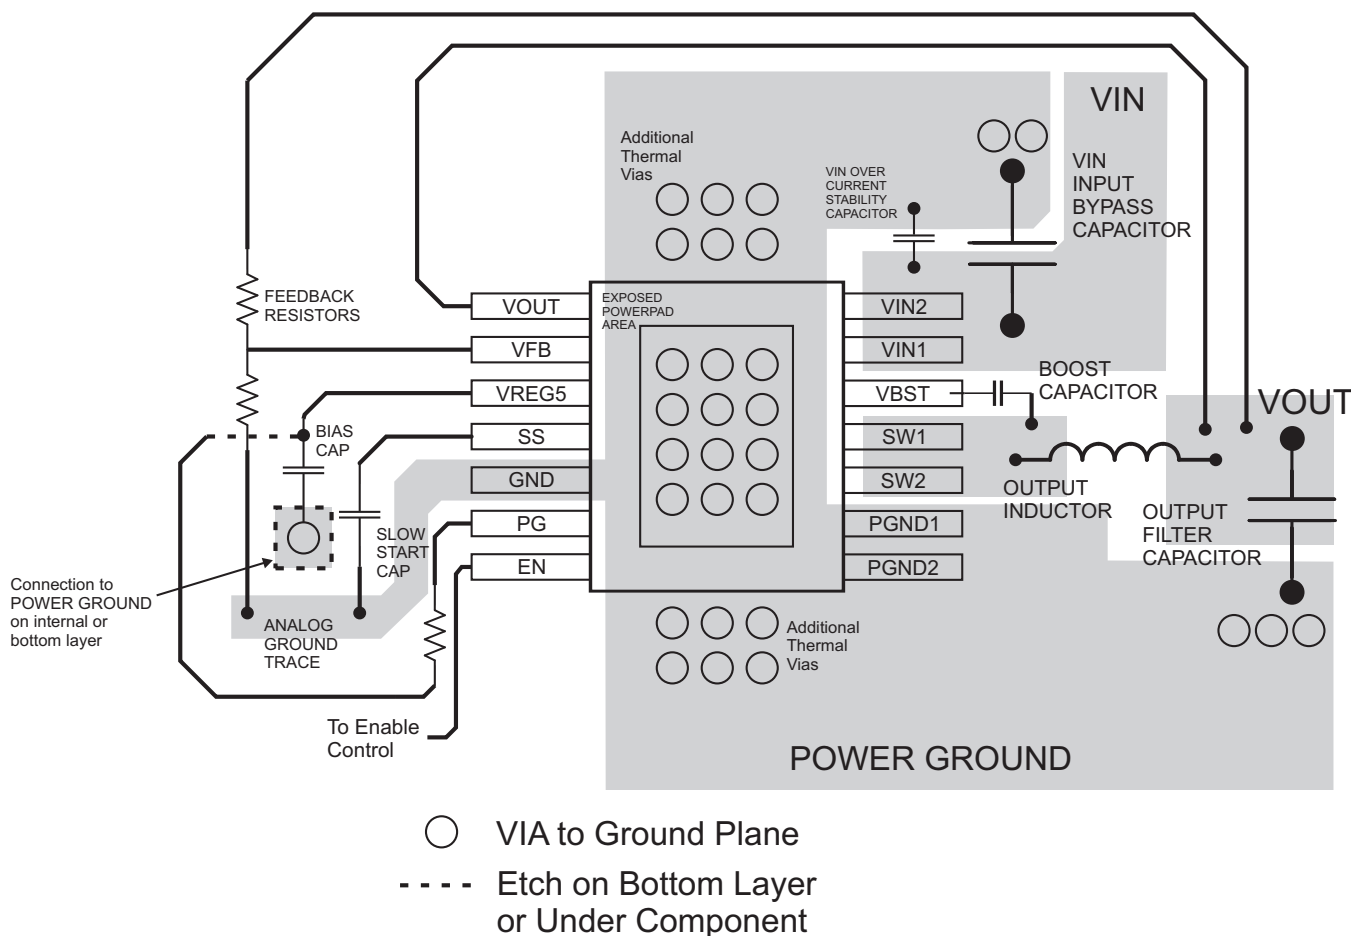 VIN
Additional
Thermal
Vias
VIN OVER
CURRENT
STABILITY
CAPACITOR
VIN
INPUT
BYPASS
CAPACITOR
FEEDBACK
RESISTORS
VOUT
VFB
VREG5
SS
GND
PG
EN
EXPOSED
POWERPAD
AREA
VIN2
VIN1
VBST
SW1
SW2
PGND1
PGND2
BOOST
CAPACITOR
VOUT
BIAS
CAP
SLOW
START
CAP
OUTPUT
INDUCTOR
OUTPUT
FILTER
CAPACITOR
Connection to
POWER GROUND
on internal or
bottom layer
ANALOG
GROUND
TRACE
Additional
Thermal
Vias
To Enable
Control
POWER GROUND
VIA to Ground Plane
Etch on Bottom Layer
or Under Component